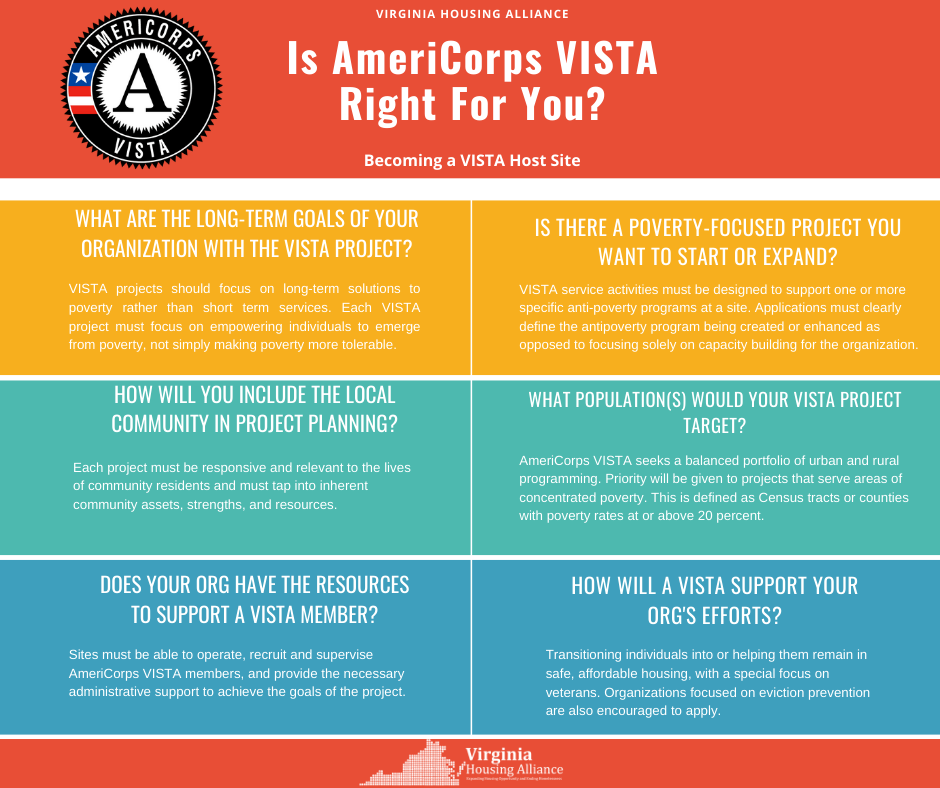 VIRGINIA HOUSING ALLIANCE
Is AmeriCorps VISTA
Right For You?
Becoming a VISTA Host Site
AMERICORPS
A
VISTA
WHAT ARE THE LONG-TERM GOALS OF YOUR
ORGANIZATION WITH THE VISTA PROJECT?
VISTA projects should focus on long-term solutions to
poverty rather than short term services. Each VISTA
project must focus on empowering individuals to emerge
from poverty, not simply making poverty more tolerable.
IS THERE A POVERTY-FOCUSED PROJECT YOU
WANT TO START OR EXPAND?
VISTA service activities must be designed to support one or more
specific anti-poverty programs at a site. Applications must clearly
define the antipoverty program being created or enhanced as
opposed to focusing solely on capacity building for the organization.
HOW WILL YOU INCLUDE THE LOCAL
COMMUNITY IN PROJECT PLANNING?
Each project must be responsive and relevant to the lives
of community residents and must tap into inherent
community assets, strengths, and resources.
WHAT POPULATION(S) WOULD YOUR VISTA PROJECT
TARGET?
AmeriCorps VISTA seeks a balanced portfolio of urban and rural
programming. Priority will be given to projects that serve areas of
concentrated poverty. This is defined as Census tracts or counties
with poverty rates at or above 20 percent.
DOES YOUR ORG HAVE THE RESOURCES
TO SUPPORT A VISTA MEMBER?
Sites must be able to operate, recruit and supervise
AmeriCorps VISTA members, and provide the necessary
administrative support to achieve the goals of the project.
HOW WILL A VISTA SUPPORT YOUR
ORG'S EFFORTS?
Transitioning individuals into or helping them remain in
safe, affordable housing, with a special focus on
veterans. Organizations focused on eviction prevention
are also encouraged to apply.
Virginia
Housing Alliance